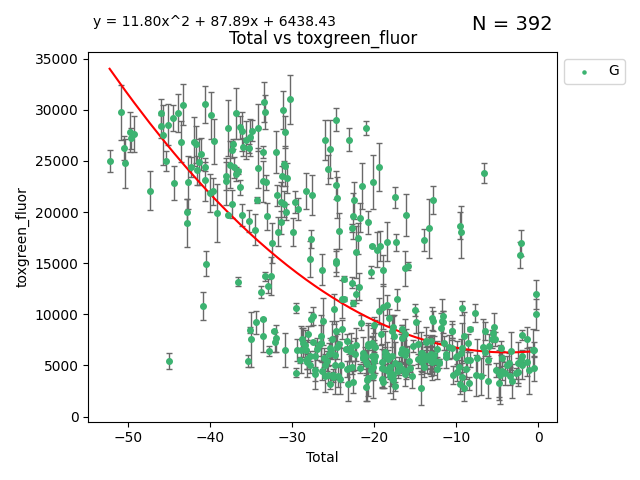 y = 11.80x^2 + 87.89x + 6438.43
N = 392
Total vs toxgreen_fluor
G
35000
30000
25000
20000
15000
10000
5000
0
toxgreen_fluor
−50 −40 −30 −20 −10 0
Total